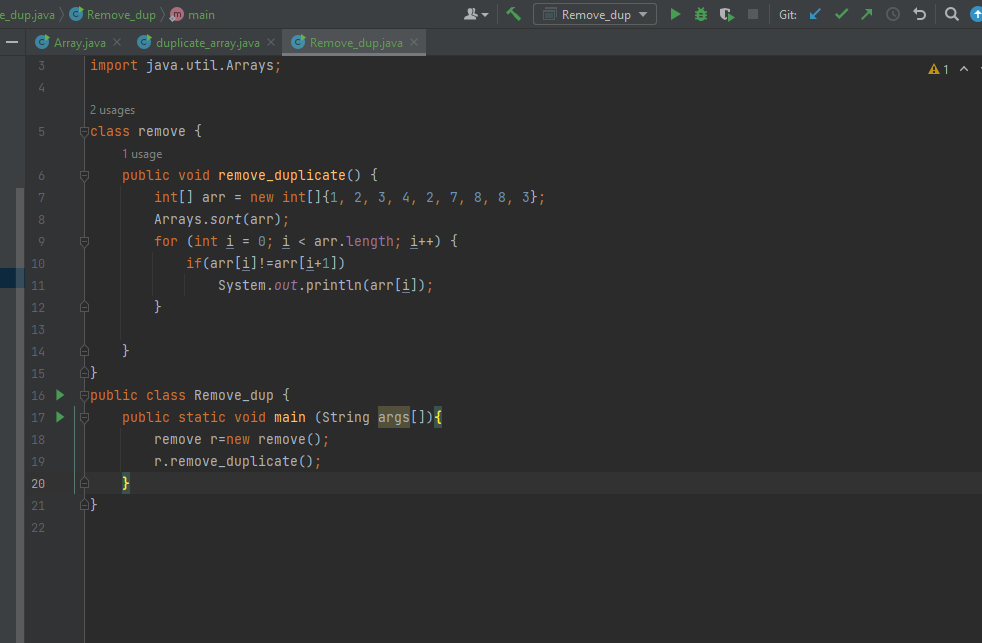 e_dup.java Remove_dup main Remove_dup Git:
Array.java duplicate_array.java Remove_dup.java
3 import java.util.Arrays; 1
4
2 usages
5 class remove {
1 usage
6 public void remove_duplicate() {
7 int[] arr = new int[]{1, 2, 3, 4, 2, 7, 8, 8, 3};
8 Arrays.sort(arr);
9 for (int i = 0; i < arr.length; i++) {
10 if(arr[i]!=arr[i+1])
11 System.out.println(arr[i]);
12 }
13
14 }
15 }
16 public class Remove_dup {
17 public static void main (String args[]){
18 remove r=new remove();
19 r.remove_duplicate();
20 }
21 }
22